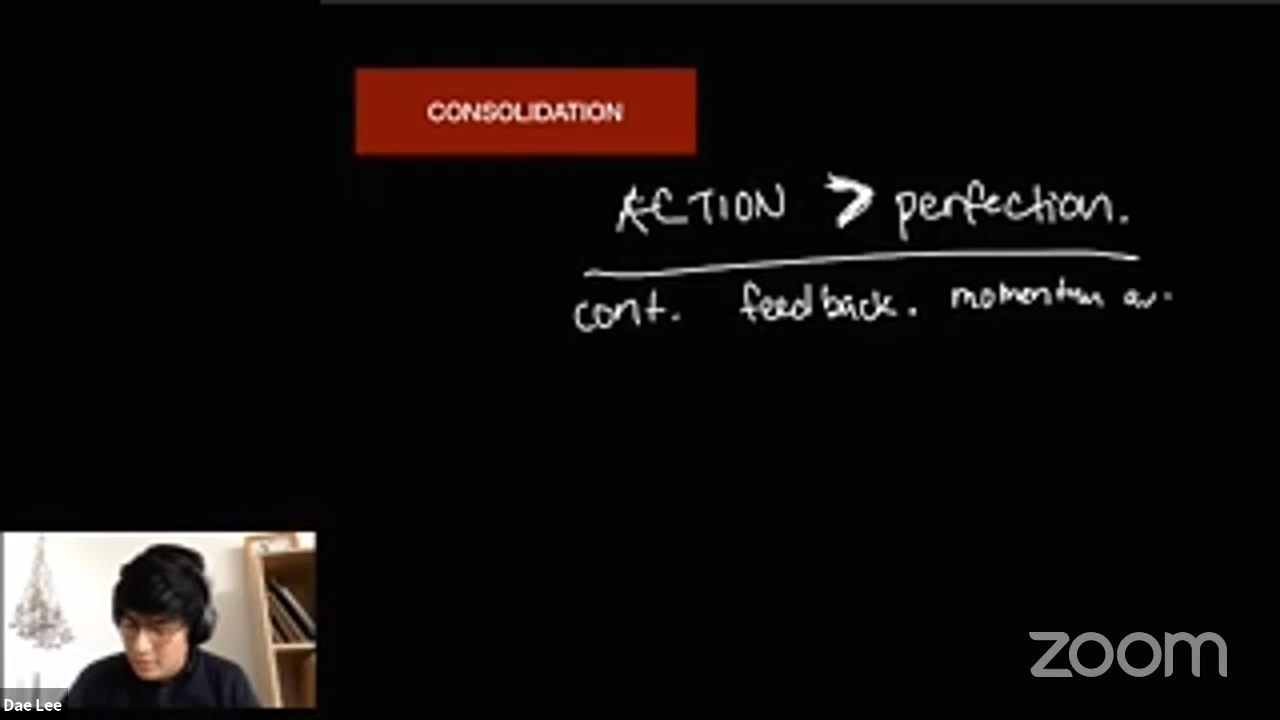 CONSOLIDATION
ACTION > perfection.
cont. feedback. momentum
Dae Lee
zoom